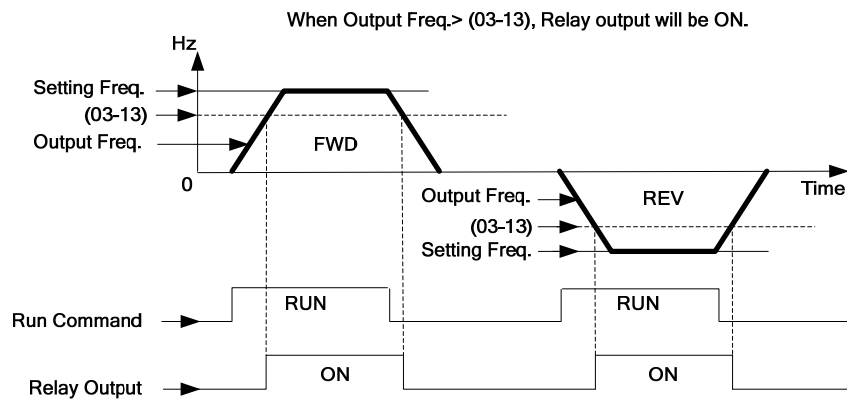 When Output Freq.> (03-13), Relay output will be ON.
Hz
Setting Freq.
(03-13)
Output Freq.
FWD
0
Time
Output Freq.
REV
(03-13)
Setting Freq.
RUN
RUN
Run Command
ON
ON
Relay Output